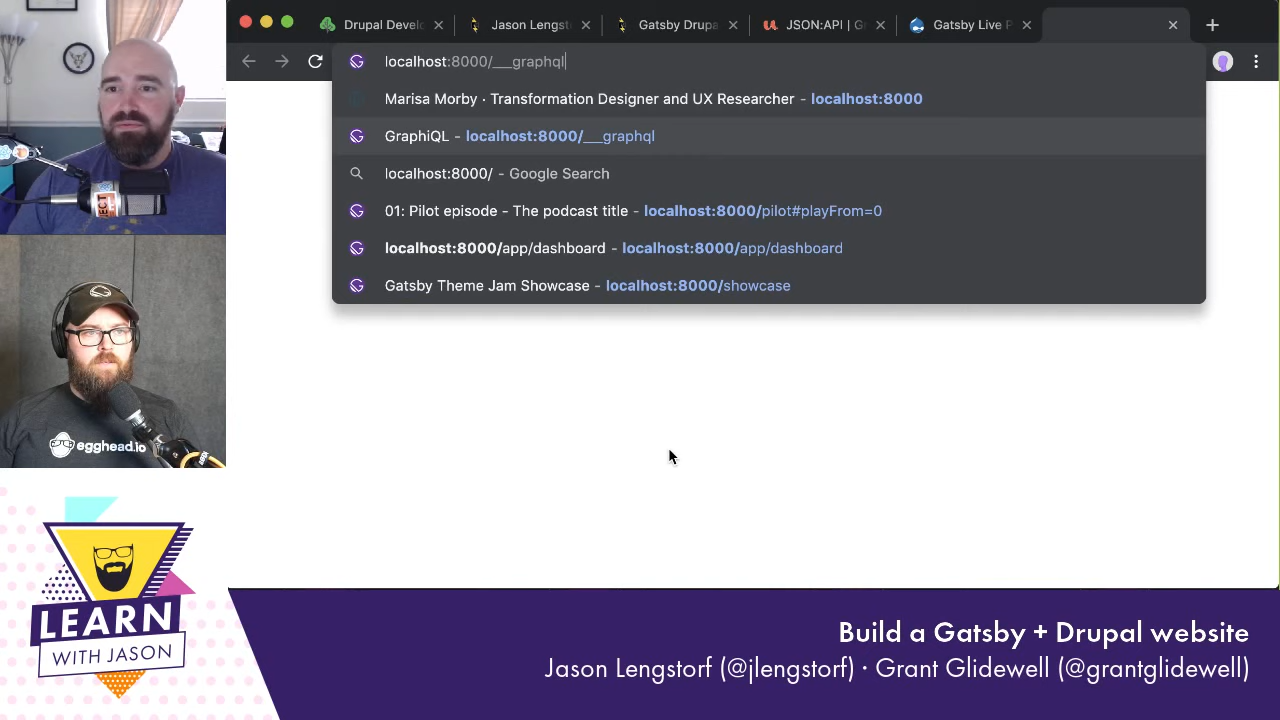 Drupal Develo
Jason Lengst
Gatsby Drupa
JSON:API | Gr
Gatsby Live P
localhost:8000/___graphql
Marisa Morby · Transformation Designer and UX Researcher - localhost:8000
GraphiQL - localhost:8000/___graphql
localhost:8000/ - Google Search
01: Pilot episode – The podcast title - localhost:8000/pilot#playFrom=0
localhost:8000/app/dashboard - localhost:8000/app/dashboard
Gatsby Theme Jam Showcase - localhost:8000/showcase
egghead.io
LEARN
WITH JASON
Build a Gatsby + Drupal website
Jason Lengstorf (@jlengstorf) · Grant Glidewell (@grantglidewell)